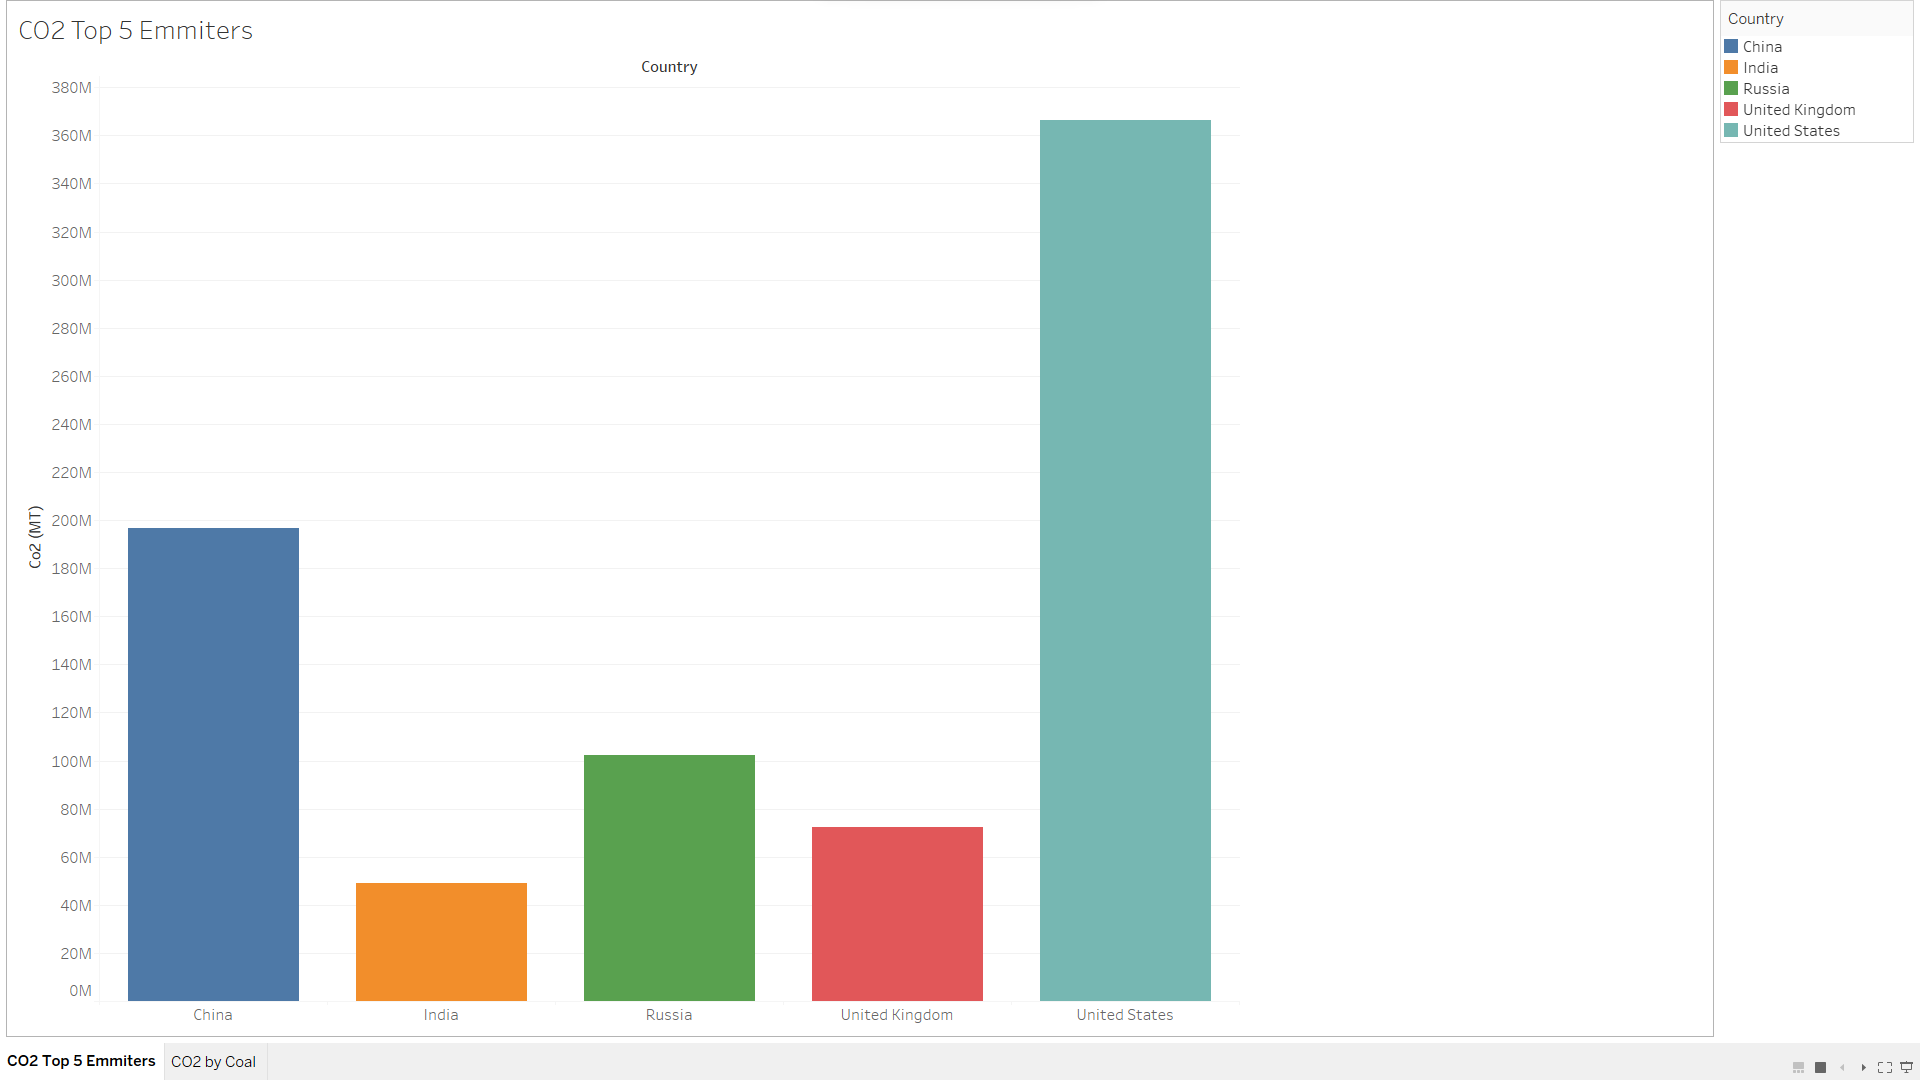 CO2 Top 5 Emmiters
Country
380M
360M
340M
320M
300M
280M
260M
240M
220M
200M
180M
160M
140M
120M
100M
80M
60M
40M
20M
0M
Co2 (MT)
China
India
Russia
United Kingdom
United States
Country
China
India
Russia
United Kingdom
United States
CO2 Top 5 Emmiters
CO2 by Coal